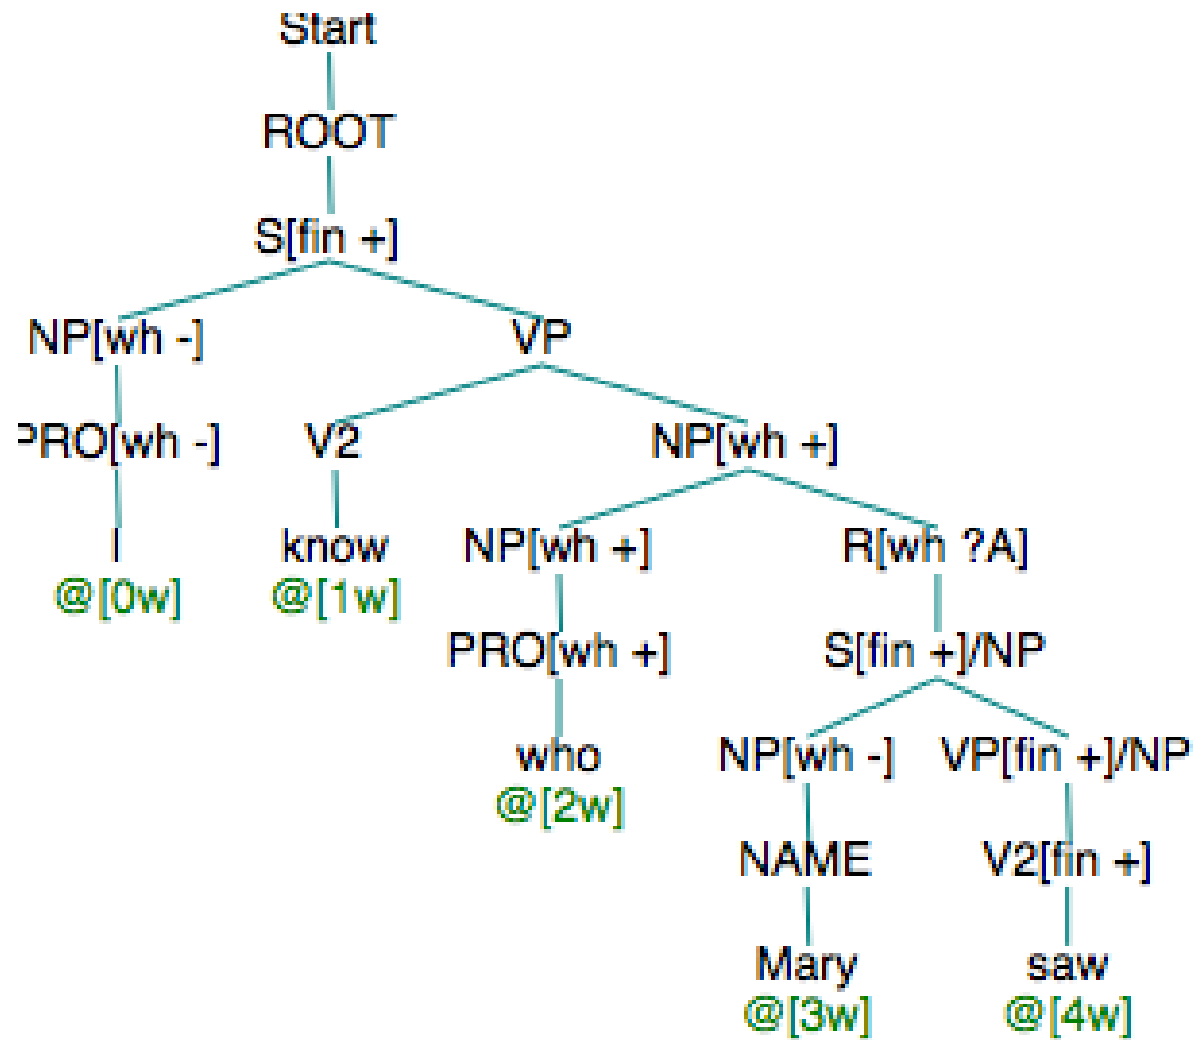 Start
ROOT
S[fin +]
NP[wh -] VP
PRO[wh -] V2 NP[wh +]
I know NP[wh +] R[wh ?A]
@[0w] @[1w]
PRO[wh +] S[fin +]/NP
who NP[wh -] VP[fin +]/NP
@[2w]
NAME V2[fin +]
Mary saw
@[3w] @[4w]